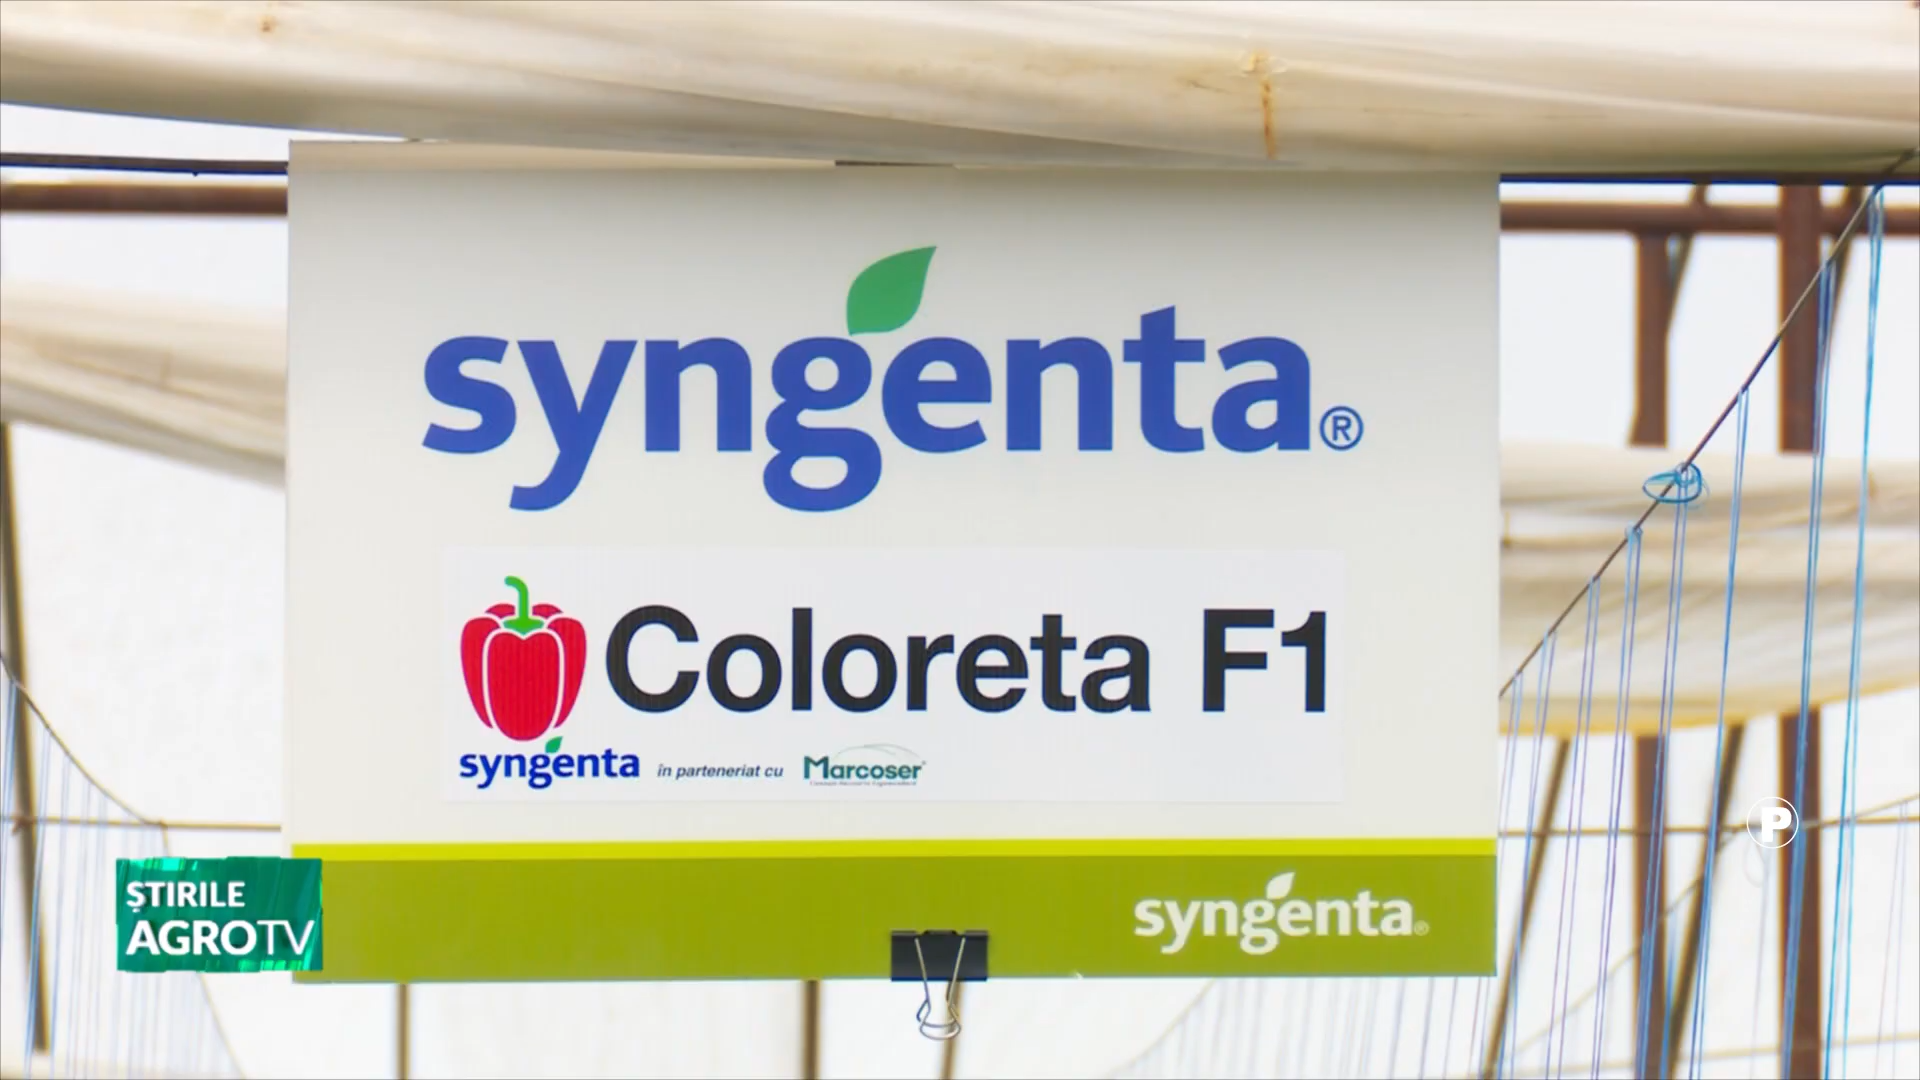 syngenta®
Coloreta F1
syngenta în parteneriat cu Marcoser
syngenta®
ȘTIRILE
AGROTV
P